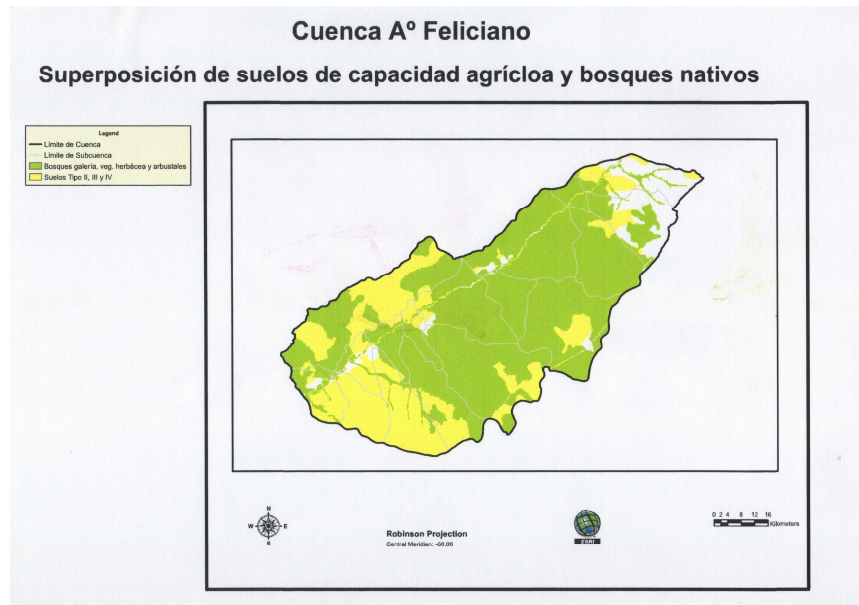 Cuenca Aº Feliciano
Superposición de suelos de capacidad agrícloa y bosques nativos
Legend
Límite de Cuenca
Límite de Subcuenca
Bosques galería, veg. herbácea y arbustales
Suelos Tipo II, III y IV
N
W E
S
Robinson Projection
Central Meridian: -60.00
ESRI
0 2 4 8 12 16
Kilometers